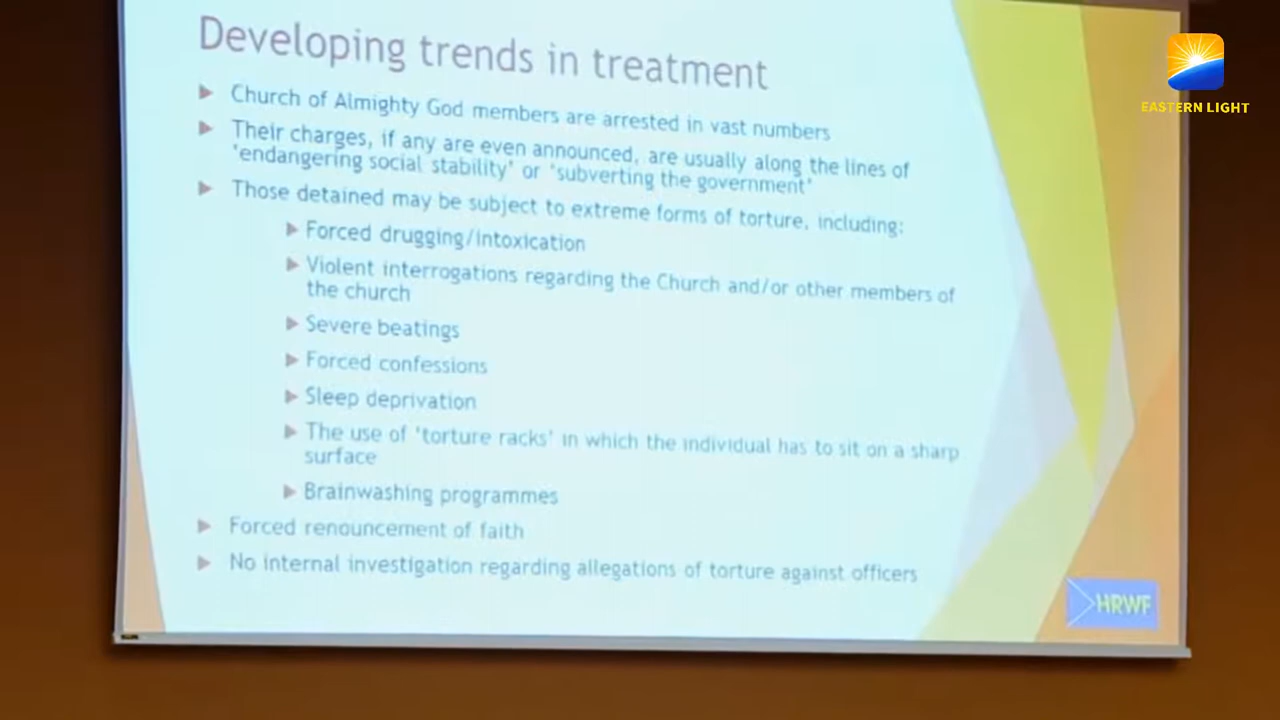 Developing trends in treatment
EASTERN LIGHT
Church of Almighty God members are arrested in vast numbers
Their charges, if any are even announced, are usually along the lines of
'endangering social stability' or 'subverting the government'
Those detained may be subject to extreme forms of torture, including:
Forced drugging/intoxication
Violent interrogations regarding the Church and/or other members of
the church
Severe beatings
Forced confessions
Sleep deprivation
The use of 'torture racks' in which the individual has to sit on a sharp
surface
Brainwashing programmes
Forced renouncement of faith
No internal investigation regarding allegations of torture against officers
HRWF